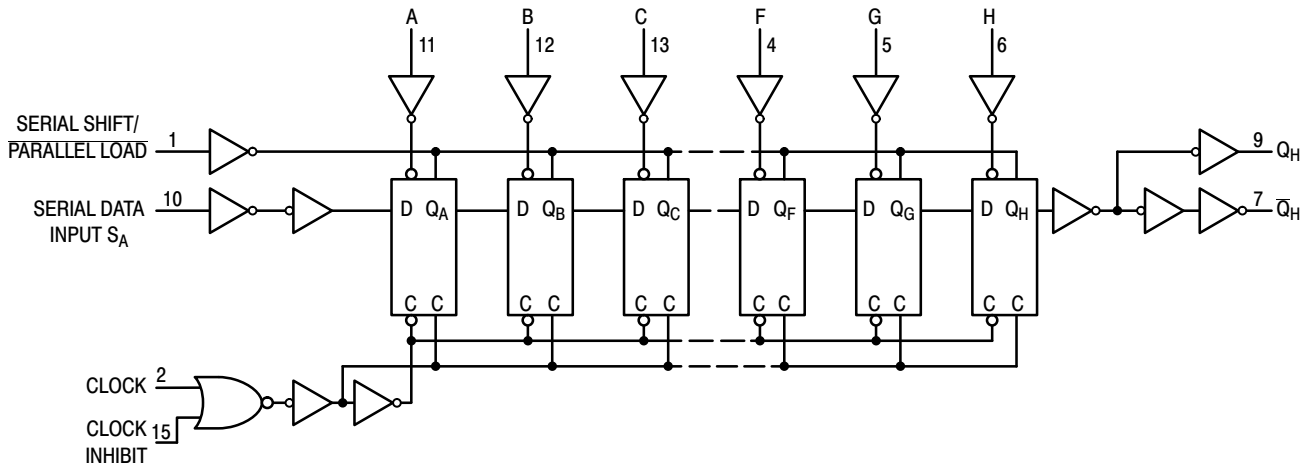 A B C F G H
11 12 13 4 5 6
SERIAL SHIFT/
PARALLEL LOAD 1
9 QH
10
SERIAL DATA
INPUT SA
D QA D QB D QC D QF D QG D QH
7 QH
C C C C C C C C C C C C
CLOCK 2
CLOCK 15
INHIBIT